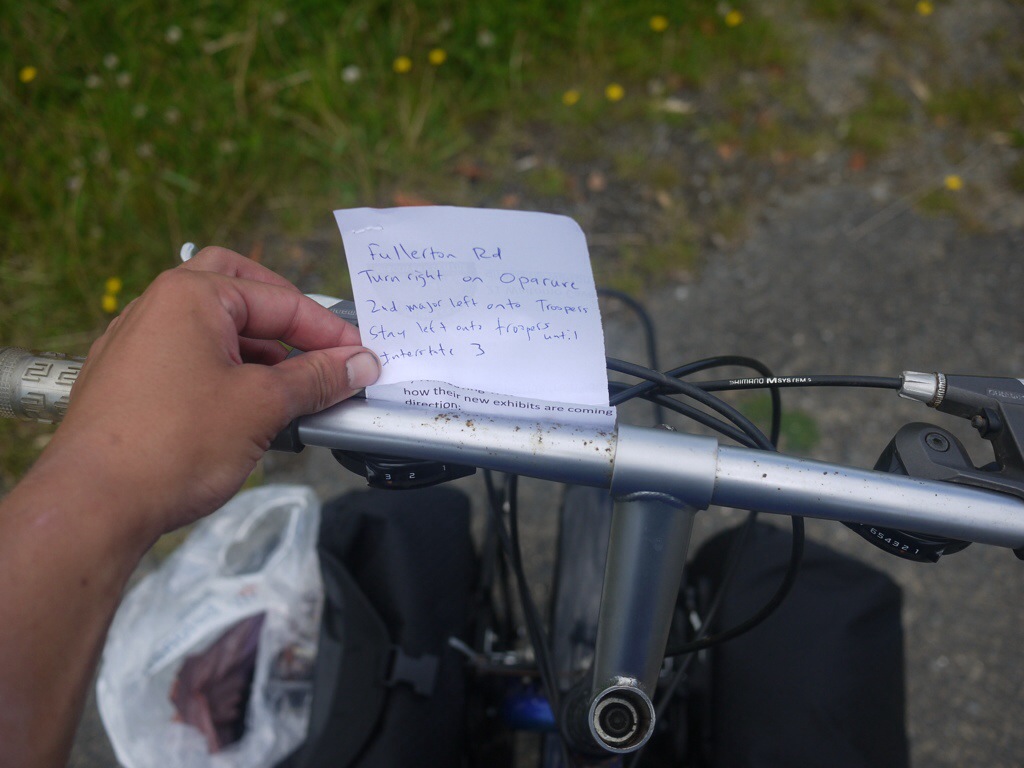 Fullerton Rd
Turn right on Oparure
2nd major left onto Troopers
Stay left onto troopers until
Interstate 3
how their new exhibits are coming
direction:
SHIMANO M SYSTEM
3 2
6 5 4 3 2 1